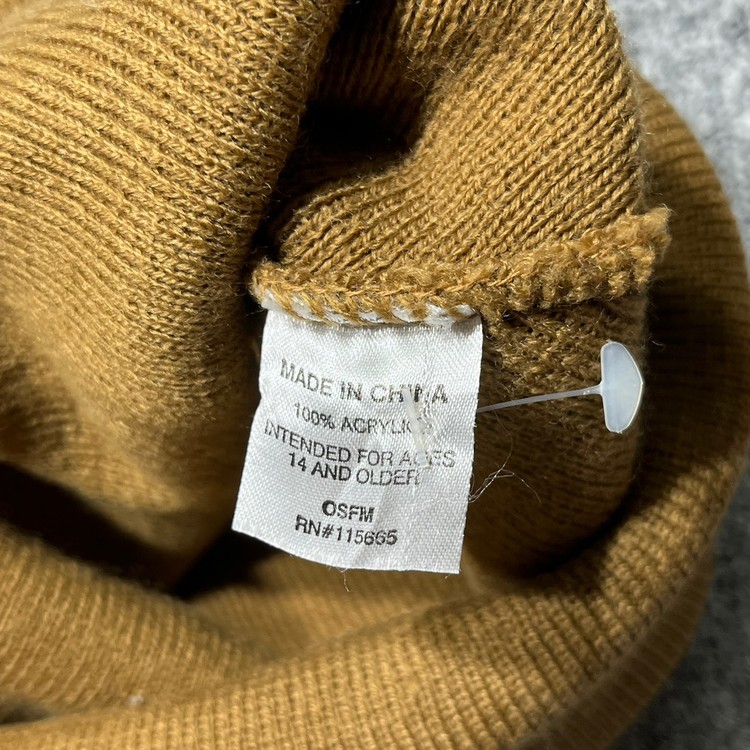 MADE IN CHINA
100% ACRYLIC
INTENDED FOR AGES
14 AND OLDER
OSFM
RN#115665